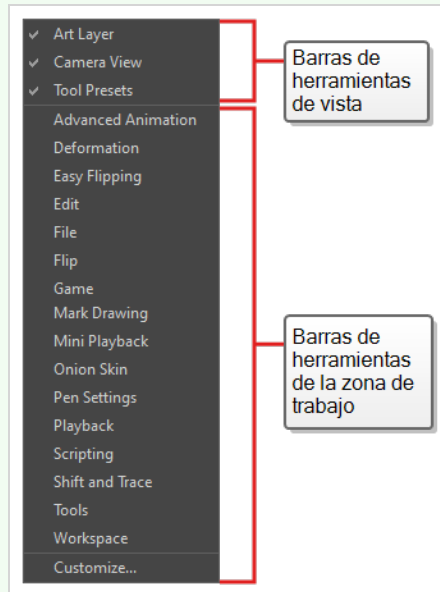 Art Layer
Camera View
Tool Presets
Advanced Animation
Deformation
Easy Flipping
Edit
File
Flip
Game
Mark Drawing
Mini Playback
Onion Skin
Pen Settings
Playback
Scripting
Shift and Trace
Tools
Workspace
Customize...
Barras de
herramientas
de vista
Barras de
herramientas
de la zona de
trabajo